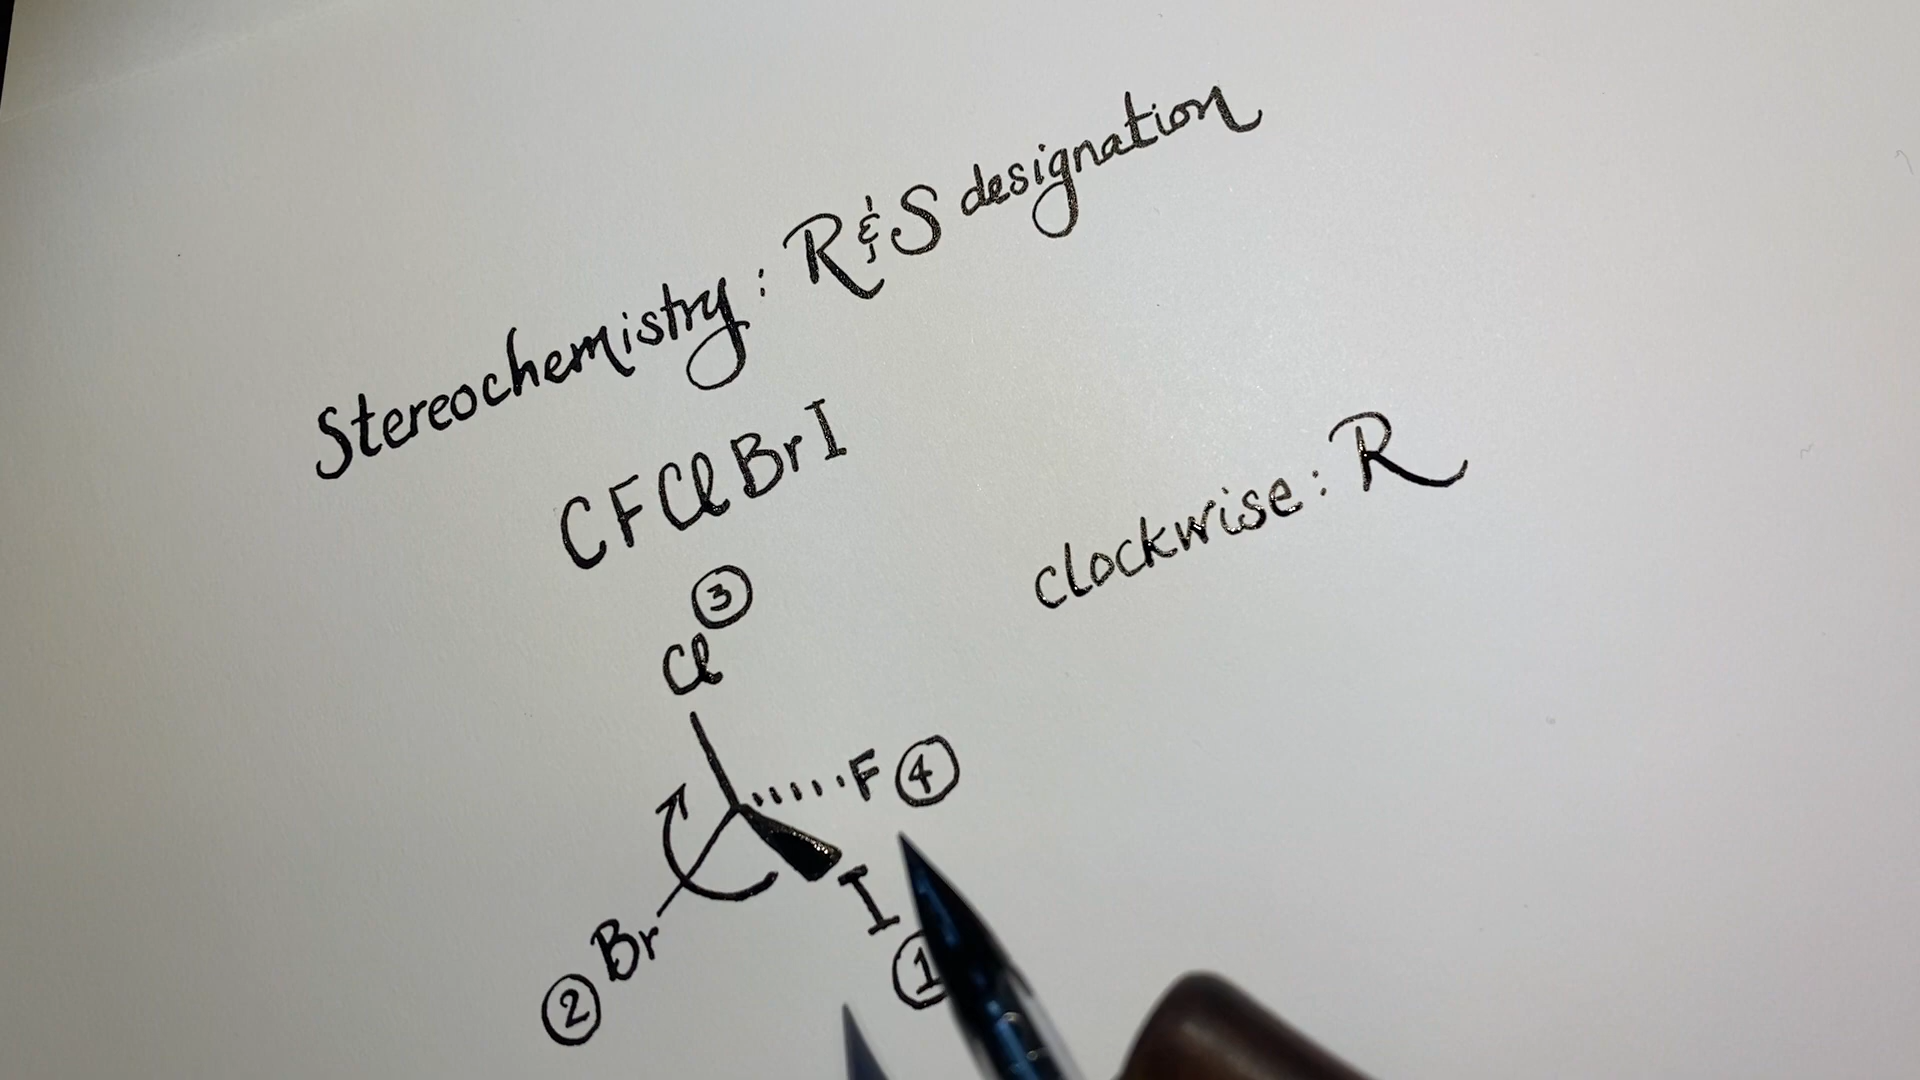 Stereochemistry: R & S designation
CFClBrI
clockwise: R
3
Cl
F 4
I
1
Br
2